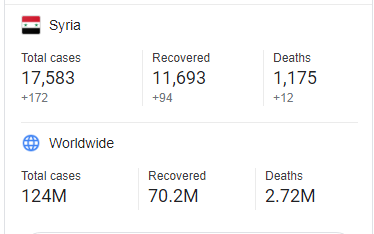 Syria
Total cases Recovered Deaths
17,583 11,693 1,175
+172 +94 +12
Worldwide
Total cases Recovered Deaths
124M 70.2M 2.72M